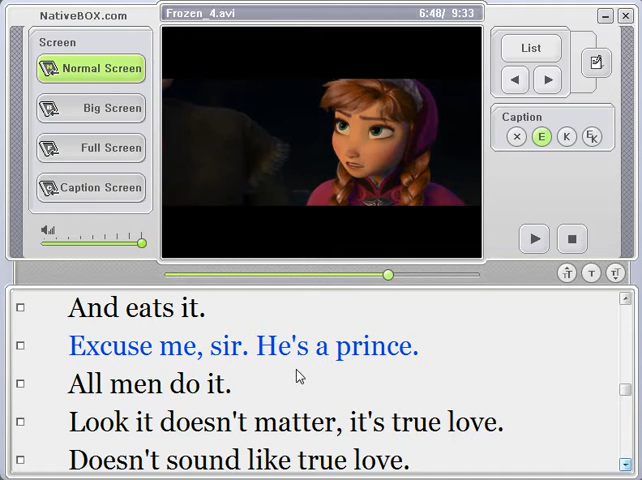 NativeBOX.com
Frozen_4.avi 6:48/ 9:33
Screen
Normal Screen
Big Screen
Full Screen
Caption Screen
List
Caption
E K EK
T T T
And eats it.
Excuse me, sir. He's a prince.
All men do it.
Look it doesn't matter, it's true love.
Doesn't sound like true love.